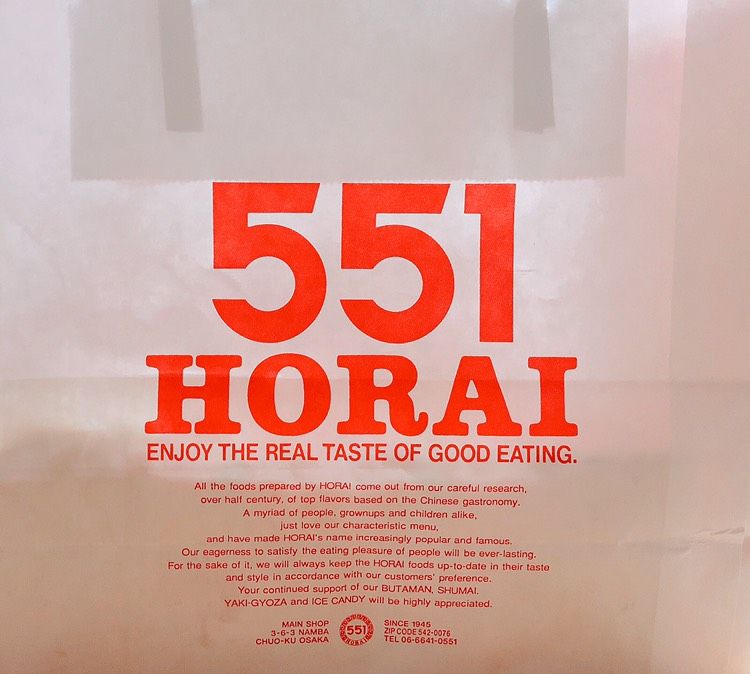 551
HORAI
ENJOY THE REAL TASTE OF GOOD EATING.
All the foods prepared by HORAI come out from our careful research,
over half century, of top flavors based on the Chinese gastronomy.
A myriad of people, grownups and children alike,
just love our characteristic menu,
and have made HORAI's name increasingly popular and famous.
Our eagerness to satisfy the eating pleasure of people will be ever-lasting.
For the sake of it, we will always keep the HORAI foods up-to-date in their taste
and style in accordance with our customers' preference.
Your continued support of our BUTAMAN, SHUMAI.
YAKI-GYOZA and ICE CANDY will be highly appreciated.
MAIN SHOP
3-6-3 NAMBA
CHUO-KU OSAKA
551
HORAI
SINCE 1945
ZIP CODE 542-0076
TEL 06-6641-0551